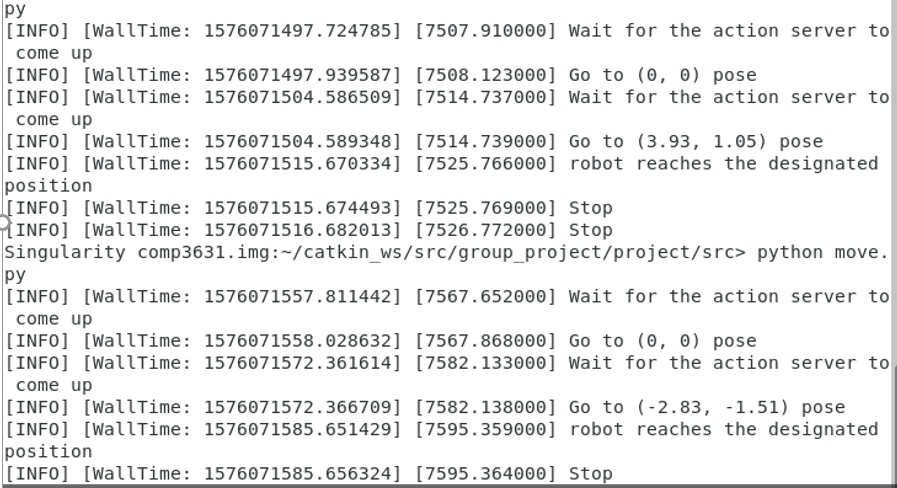 py
[INFO] [WallTime: 1576071497.724785] [7507.910000] Wait for the action server to
 come up
[INFO] [WallTime: 1576071497.939587] [7508.123000] Go to (0, 0) pose
[INFO] [WallTime: 1576071504.586509] [7514.737000] Wait for the action server to
 come up
[INFO] [WallTime: 1576071504.589348] [7514.739000] Go to (3.93, 1.05) pose
[INFO] [WallTime: 1576071515.670334] [7525.766000] robot reaches the designated
position
[INFO] [WallTime: 1576071515.674493] [7525.769000] Stop
[INFO] [WallTime: 1576071516.682013] [7526.772000] Stop
Singularity comp3631.img:~/catkin_ws/src/group_project/project/src> python move.
py
[INFO] [WallTime: 1576071557.811442] [7567.652000] Wait for the action server to
 come up
[INFO] [WallTime: 1576071558.028632] [7567.868000] Go to (0, 0) pose
[INFO] [WallTime: 1576071572.361614] [7582.133000] Wait for the action server to
 come up
[INFO] [WallTime: 1576071572.366709] [7582.138000] Go to (-2.83, -1.51) pose
[INFO] [WallTime: 1576071585.651429] [7595.359000] robot reaches the designated
position
[INFO] [WallTime: 1576071585.656324] [7595.364000] Stop